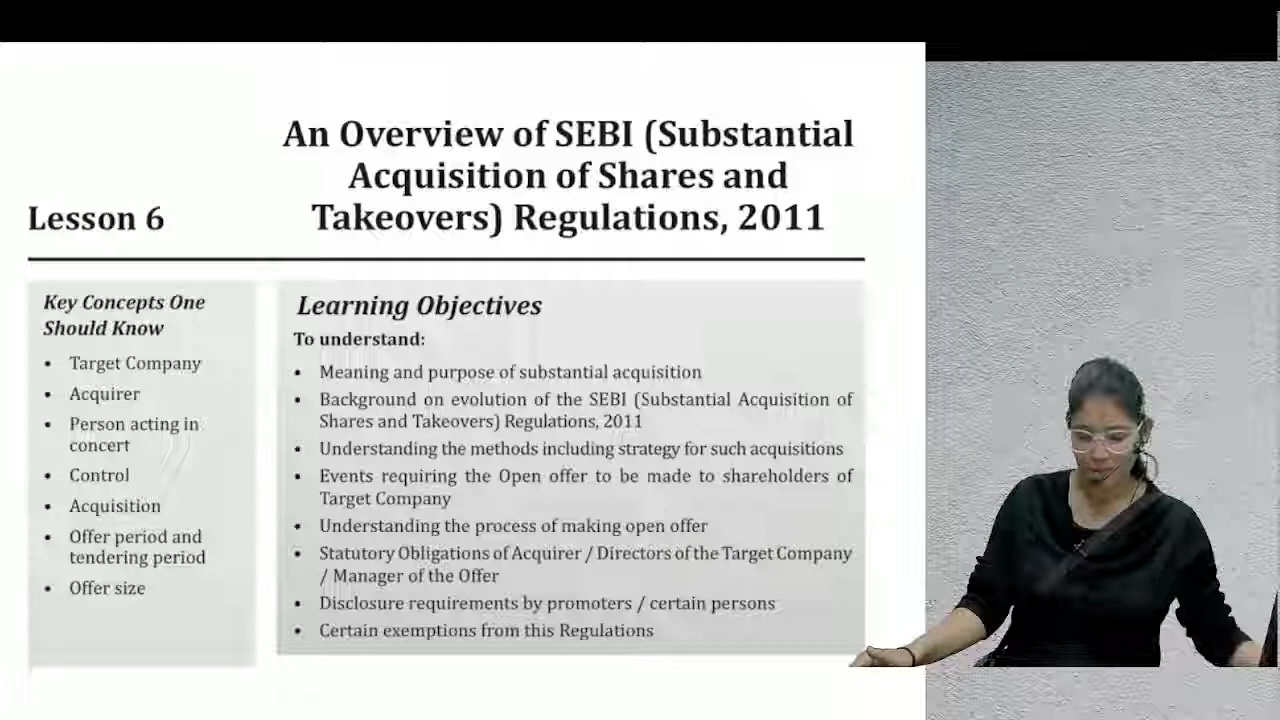 An Overview of SEBI (Substantial
Acquisition of Shares and
Lesson 6 Takeovers) Regulations, 2011
Key Concepts One
Should Know
• Target Company
• Acquirer
• Person acting in
concert
• Control
• Acquisition
• Offer period and
tendering period
• Offer size
Learning Objectives
To understand:
• Meaning and purpose of substantial acquisition
• Background on evolution of the SEBI (Substantial Acquisition of
Shares and Takeovers) Regulations, 2011
• Understanding the methods including strategy for such acquisitions
• Events requiring the Open offer to be made to shareholders of
Target Company
• Understanding the process of making open offer
• Statutory Obligations of Acquirer / Directors of the Target Company
/ Manager of the Offer
• Disclosure requirements by promoters / certain persons
• Certain exemptions from this Regulations